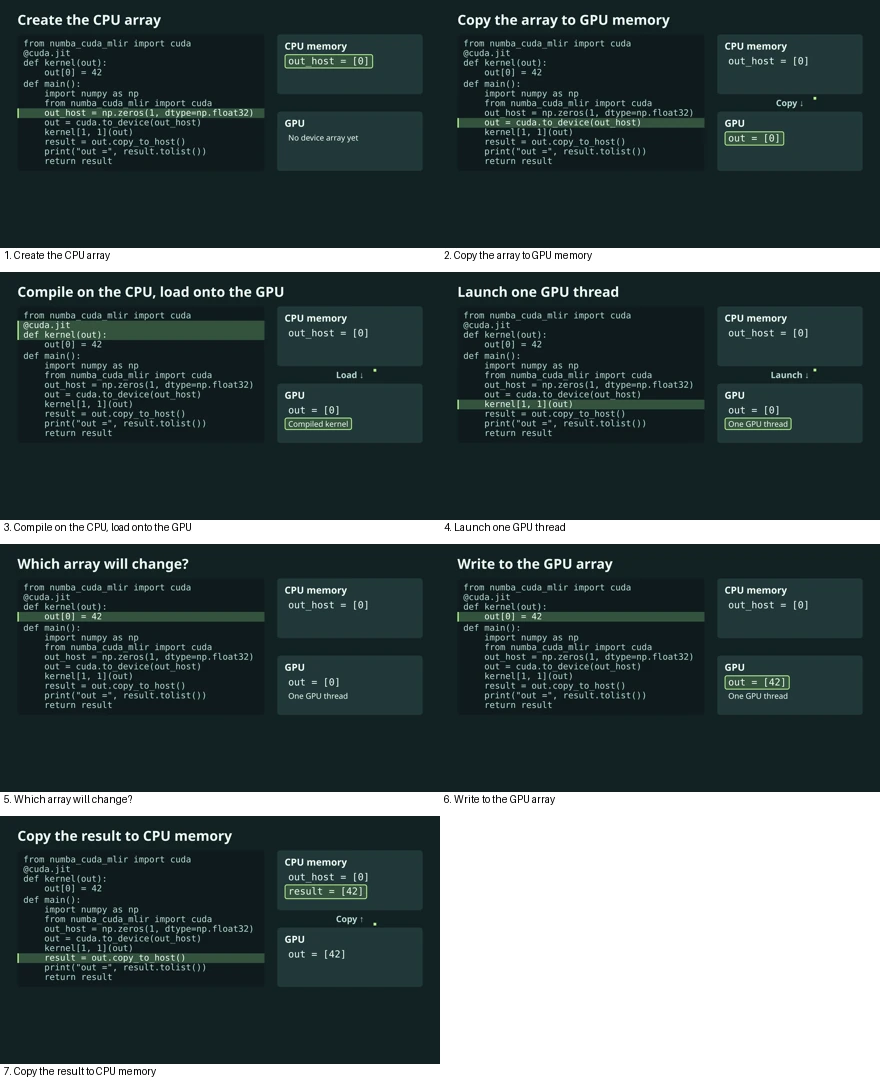 Create the CPU array
from numba_cuda_mlir import cuda
@cuda.jit
def kernel(out):
    out[0] = 42
def main():
    import numpy as np
    from numba_cuda_mlir import cuda
    out_host = np.zeros(1, dtype=np.float32)
    out = cuda.to_device(out_host)
    kernel[1, 1](out)
    result = out.copy_to_host()
    print("out =", result.tolist())
    return result
CPU memory
out_host = [0]
GPU
No device array yet
1. Create the CPU array
Copy the array to GPU memory
from numba_cuda_mlir import cuda
@cuda.jit
def kernel(out):
    out[0] = 42
def main():
    import numpy as np
    from numba_cuda_mlir import cuda
    out_host = np.zeros(1, dtype=np.float32)
    out = cuda.to_device(out_host)
    kernel[1, 1](out)
    result = out.copy_to_host()
    print("out =", result.tolist())
    return result
CPU memory
out_host = [0]
Copy ↓
GPU
out = [0]
2. Copy the array to GPU memory
Compile on the CPU, load onto the GPU
from numba_cuda_mlir import cuda
@cuda.jit
def kernel(out):
    out[0] = 42
def main():
    import numpy as np
    from numba_cuda_mlir import cuda
    out_host = np.zeros(1, dtype=np.float32)
    out = cuda.to_device(out_host)
    kernel[1, 1](out)
    result = out.copy_to_host()
    print("out =", result.tolist())
    return result
CPU memory
out_host = [0]
Load ↓
GPU
out = [0]
Compiled kernel
3. Compile on the CPU, load onto the GPU
Launch one GPU thread
from numba_cuda_mlir import cuda
@cuda.jit
def kernel(out):
    out[0] = 42
def main():
    import numpy as np
    from numba_cuda_mlir import cuda
    out_host = np.zeros(1, dtype=np.float32)
    out = cuda.to_device(out_host)
    kernel[1, 1](out)
    result = out.copy_to_host()
    print("out =", result.tolist())
    return result
CPU memory
out_host = [0]
Launch ↓
GPU
out = [0]
One GPU thread
4. Launch one GPU thread
Which array will change?
from numba_cuda_mlir import cuda
@cuda.jit
def kernel(out):
    out[0] = 42
def main():
    import numpy as np
    from numba_cuda_mlir import cuda
    out_host = np.zeros(1, dtype=np.float32)
    out = cuda.to_device(out_host)
    kernel[1, 1](out)
    result = out.copy_to_host()
    print("out =", result.tolist())
    return result
CPU memory
out_host = [0]
GPU
out = [0]
One GPU thread
5. Which array will change?
Write to the GPU array
from numba_cuda_mlir import cuda
@cuda.jit
def kernel(out):
    out[0] = 42
def main():
    import numpy as np
    from numba_cuda_mlir import cuda
    out_host = np.zeros(1, dtype=np.float32)
    out = cuda.to_device(out_host)
    kernel[1, 1](out)
    result = out.copy_to_host()
    print("out =", result.tolist())
    return result
CPU memory
out_host = [0]
GPU
out = [42]
One GPU thread
6. Write to the GPU array
Copy the result to CPU memory
from numba_cuda_mlir import cuda
@cuda.jit
def kernel(out):
    out[0] = 42
def main():
    import numpy as np
    from numba_cuda_mlir import cuda
    out_host = np.zeros(1, dtype=np.float32)
    out = cuda.to_device(out_host)
    kernel[1, 1](out)
    result = out.copy_to_host()
    print("out =", result.tolist())
    return result
CPU memory
out_host = [0]
result = [42]
Copy ↑
GPU
out = [42]
7. Copy the result to CPU memory